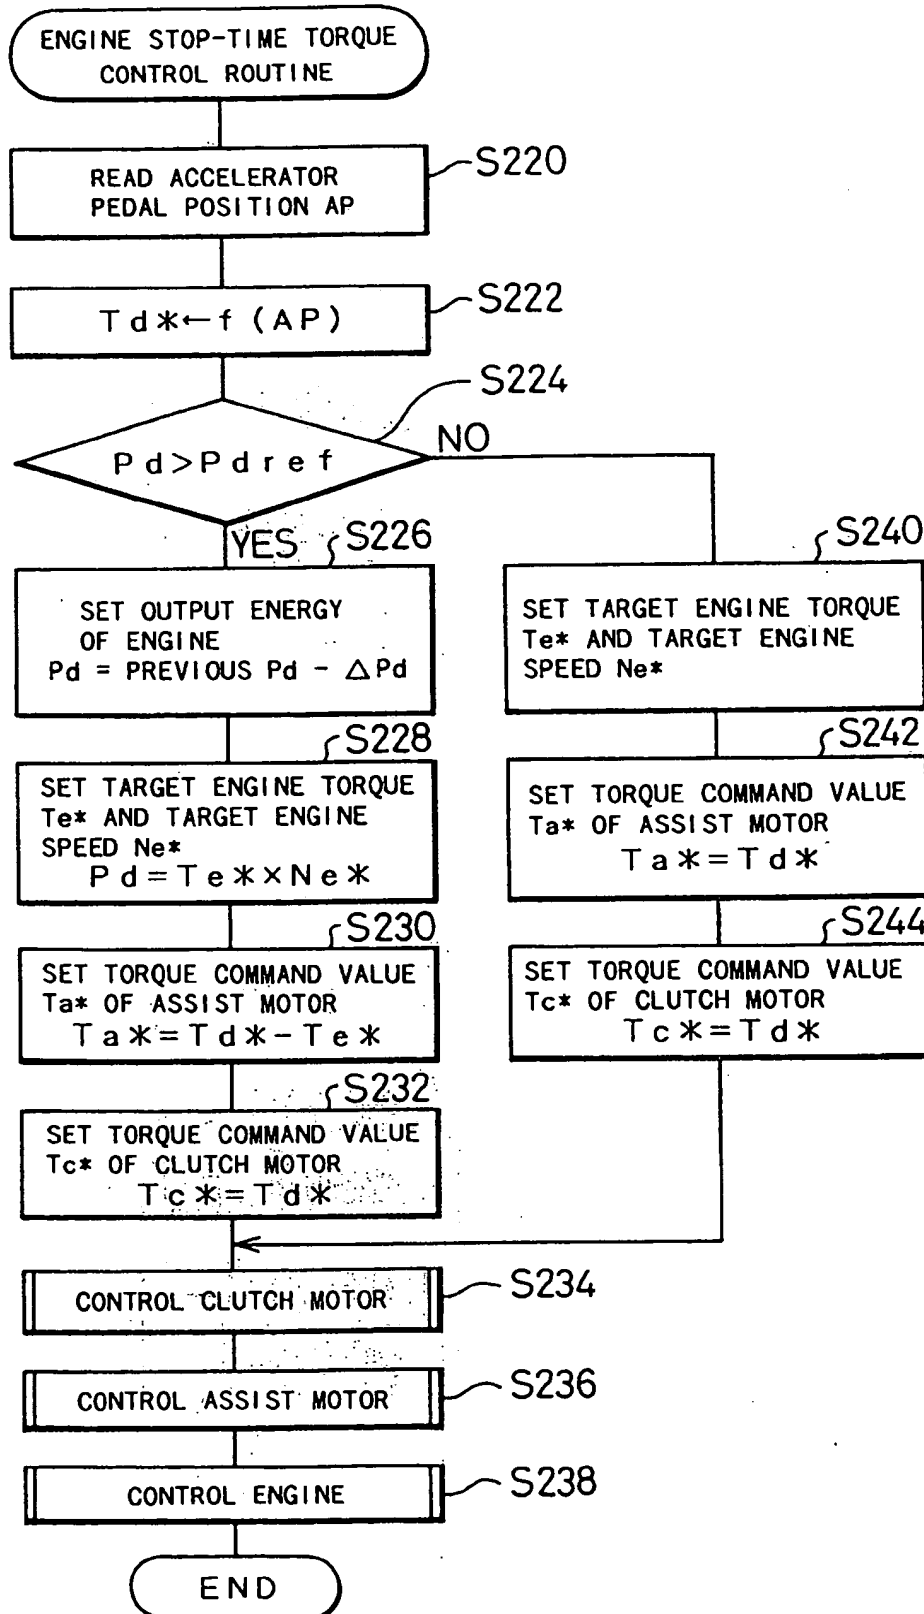 ENGINE STOP-TIME TORQUE
CONTROL ROUTINE
S220
READ ACCELERATOR
PEDAL POSITION AP
S222
Td*←f(AP)
S224
Pd>Pdref
NO
YES
S226
SET OUTPUT ENERGY
OF ENGINE
Pd = PREVIOUS Pd - △Pd
S228
SET TARGET ENGINE TORQUE
Te* AND TARGET ENGINE
SPEED Ne*
Pd=Te*×Ne*
S230
SET TORQUE COMMAND VALUE
Ta* OF ASSIST MOTOR
Ta*=Td*-Te*
S232
SET TORQUE COMMAND VALUE
Tc* OF CLUTCH MOTOR
Tc*=Td*
S240
SET TARGET ENGINE TORQUE
Te* AND TARGET ENGINE
SPEED Ne*
S242
SET TORQUE COMMAND VALUE
Ta* OF ASSIST MOTOR
Ta*=Td*
S244
SET TORQUE COMMAND VALUE
Tc* OF CLUTCH MOTOR
Tc*=Td*
CONTROL CLUTCH MOTOR
S234
CONTROL ASSIST MOTOR
S236
CONTROL ENGINE
S238
END